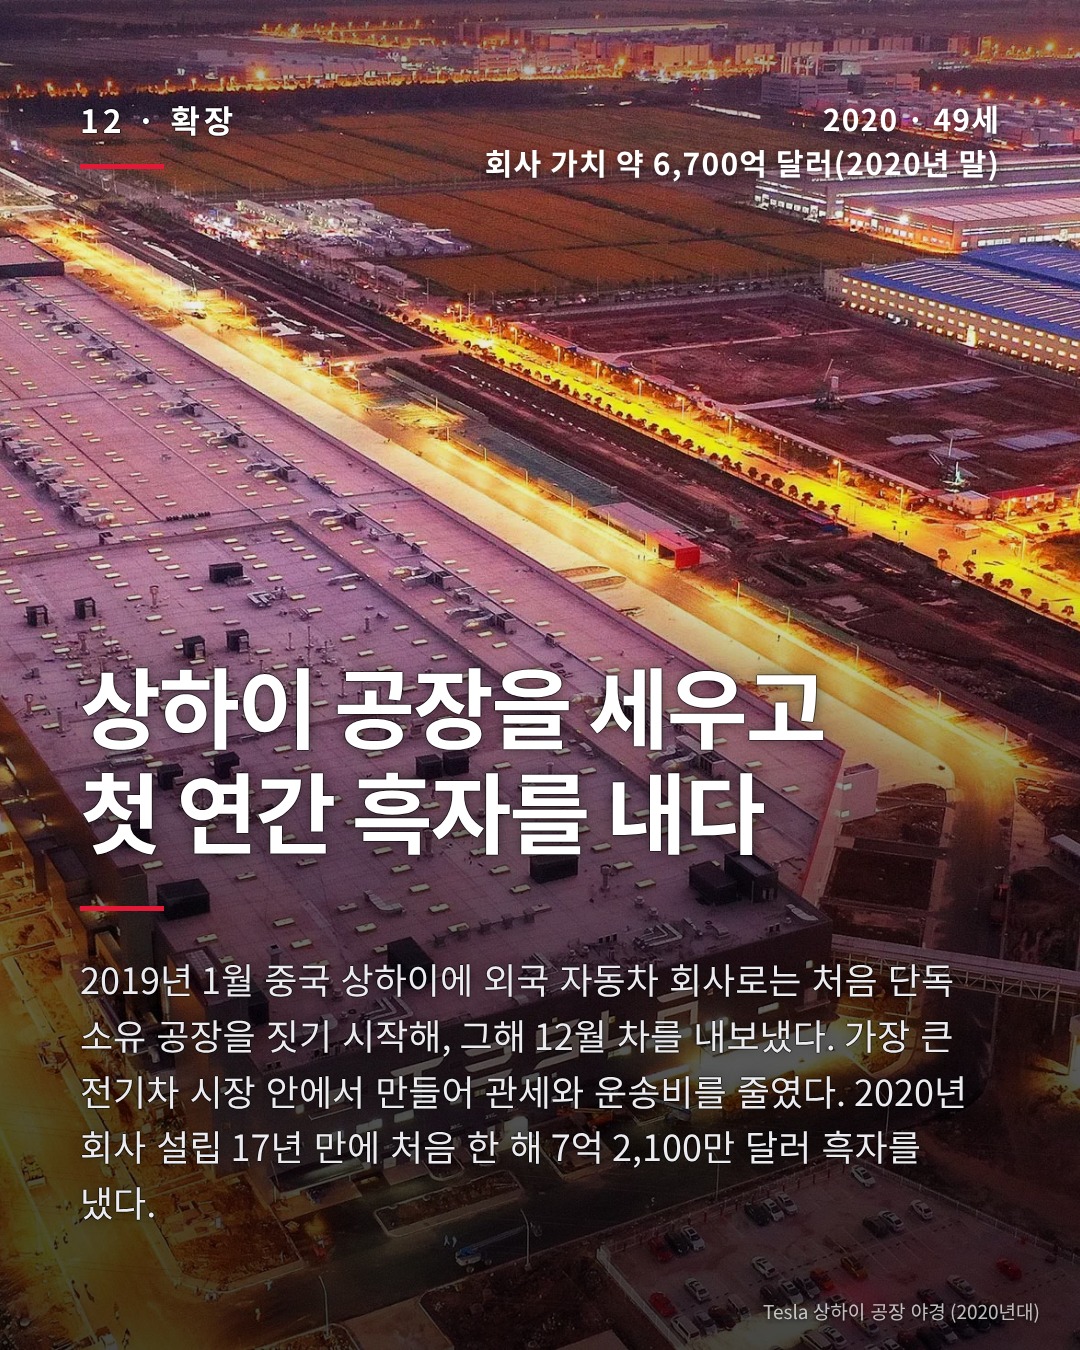 12 · 확장
2020 · 49세
회사 가치 약 6,700억 달러(2020년 말)
상하이 공장을 세우고
첫 연간 흑자를 내다
2019년 1월 중국 상하이에 외국 자동차 회사로는 처음 단독
소유 공장을 짓기 시작해, 그해 12월 차를 내보냈다. 가장 큰
전기차 시장 안에서 만들어 관세와 운송비를 줄였다. 2020년
회사 설립 17년 만에 처음 한 해 7억 2,100만 달러 흑자를
냈다.
Tesla 상하이 공장 야경 (2020년대)